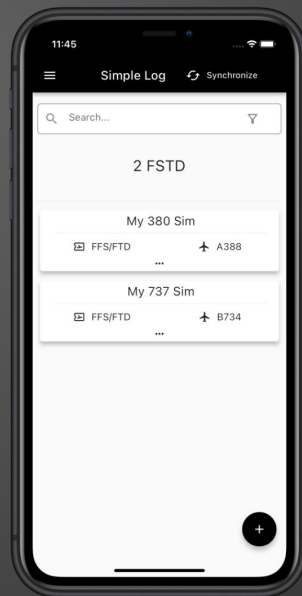 11:45
Simple Log Synchronize
Search...
2 FSTD
My 380 Sim
FFS/FTD A388
...
My 737 Sim
FFS/FTD B734
...
+